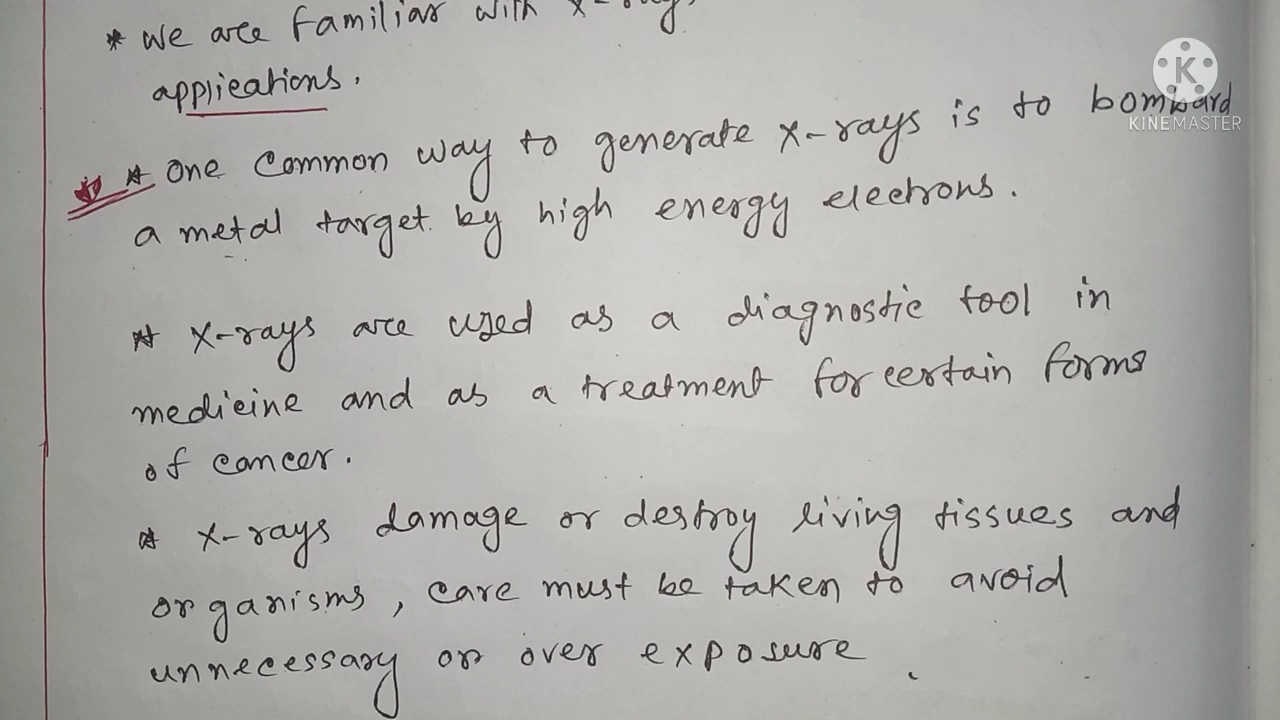 * We are familiar with x-rays
applications.
* One common way to generate x-rays is to bombard
a metal target by high energy electrons.
* X-rays are used as a diagnostic tool in
medicine and as a treatment for certain forms
of cancer.
* X-rays damage or destroy living tissues and
organisms, care must be taken to avoid
unnecessary or over exposure
K
KINEMASTER